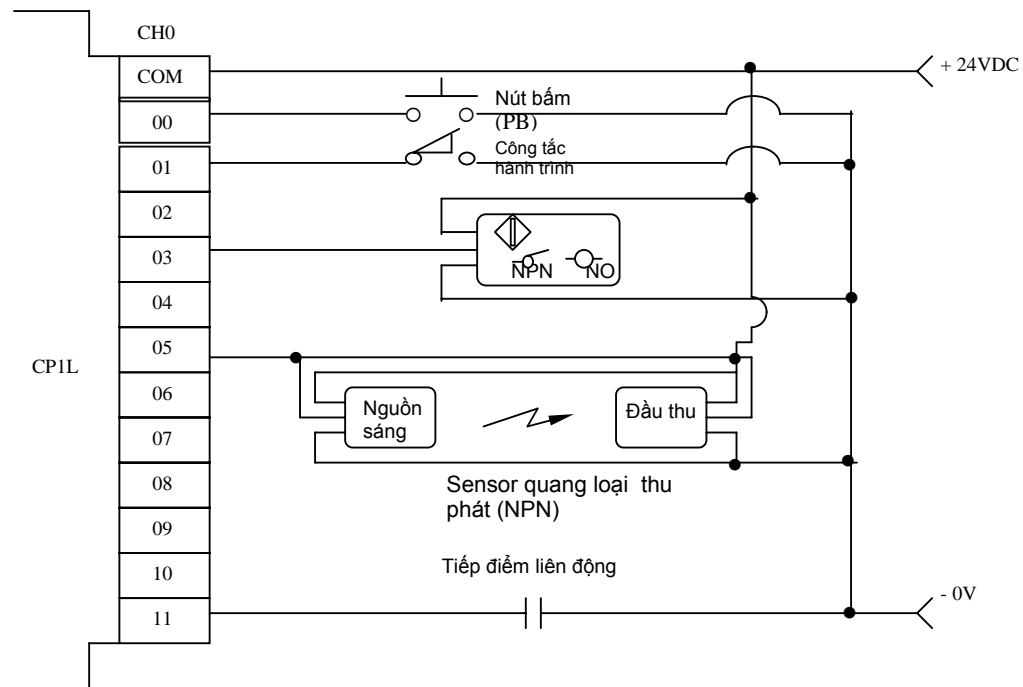 CH0
COM
+ 24VDC
00
Nút bấm
(PB)
01
Công tắc
hành trình
02
03
NPN
NO
04
05
CP1L
06
Nguồn
sáng
Đầu thu
07
08
Sensor quang loại thu
phát (NPN)
09
10
Tiếp điểm liên động
11
- 0V